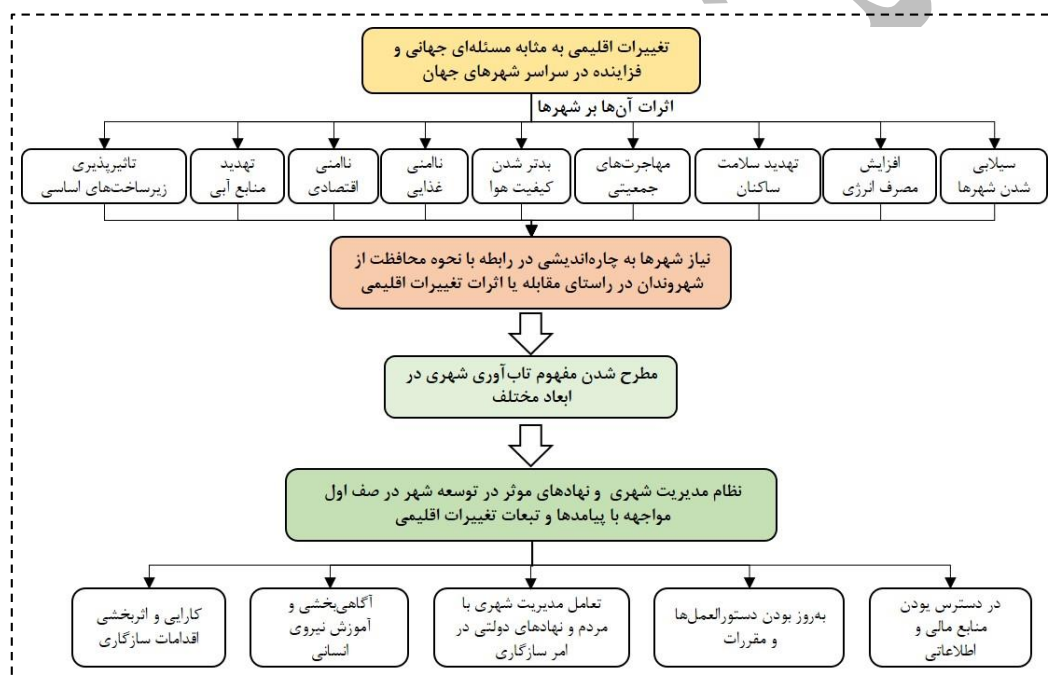 تغییرات اقلیمی به مثابه مسئله‌ای جهانی و
فزاینده در سراسر شهرهای جهان
اثرات آن‌ها بر شهرها
سیلابی
شدن شهرها
افزایش
مصرف انرژی
تهدید سلامت
ساکنان
مهاجرت‌های
جمعیتی
بدتر شدن
کیفیت هوا
ناامنی
غذایی
ناامنی
اقتصادی
تهدید
منابع آبی
تاثیرپذیری
زیرساخت‌های اساسی
نیاز شهرها به چاره‌اندیشی در رابطه با نحوه محافظت از
شهروندان در راستای مقابله یا اثرات تغییرات اقلیمی
مطرح شدن مفهوم تاب‌آوری شهری در
ابعاد مختلف
نظام مدیریت شهری و نهادهای موثر در توسعه شهر در صف اول
مواجهه با پیامدها و تبعات تغییرات اقلیمی
در دسترس بودن
منابع مالی و
اطلاعاتی
به‌روز بودن دستورالعمل‌ها
و مقررات
تعامل مدیریت شهری با
مردم و نهادهای دولتی در
امر سازگاری
آگاهی‌بخشی و
آموزش نیروی
انسانی
کارایی و اثربخشی
اقدامات سازگاری